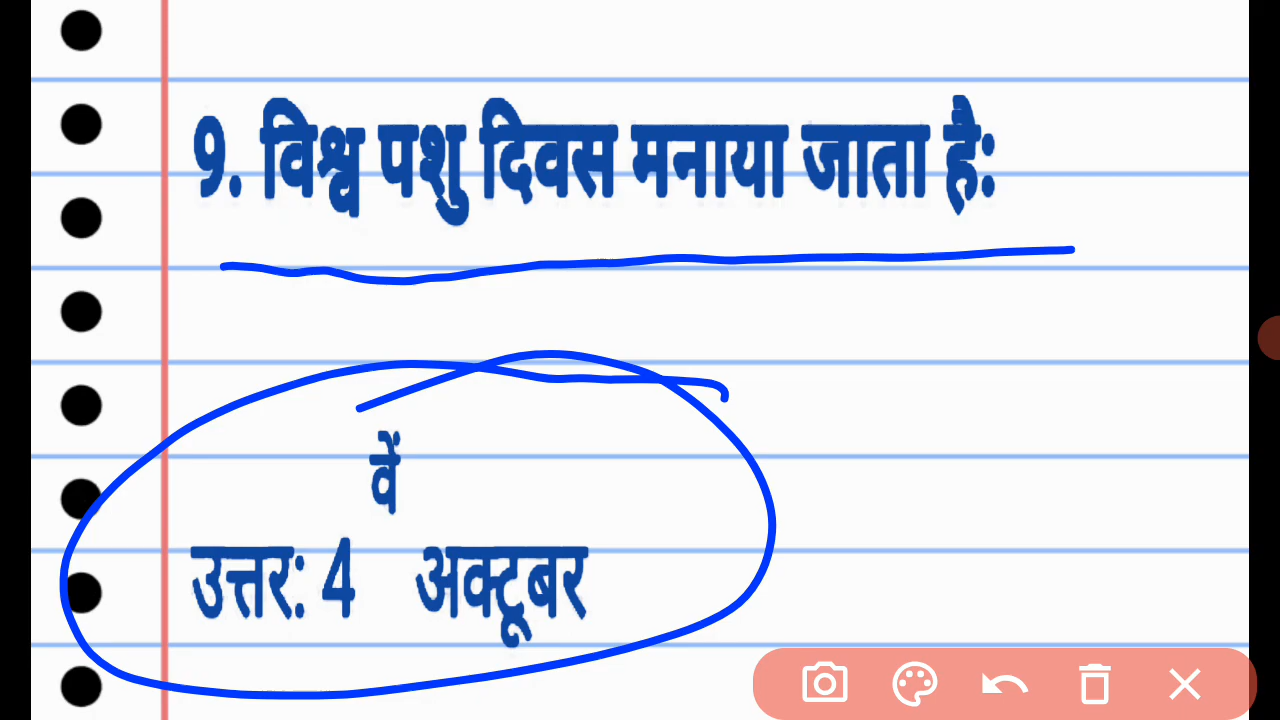 9. विश्व पशु दिवस मनाया जाता है:
वें
उत्तर: 4 अक्टूबर